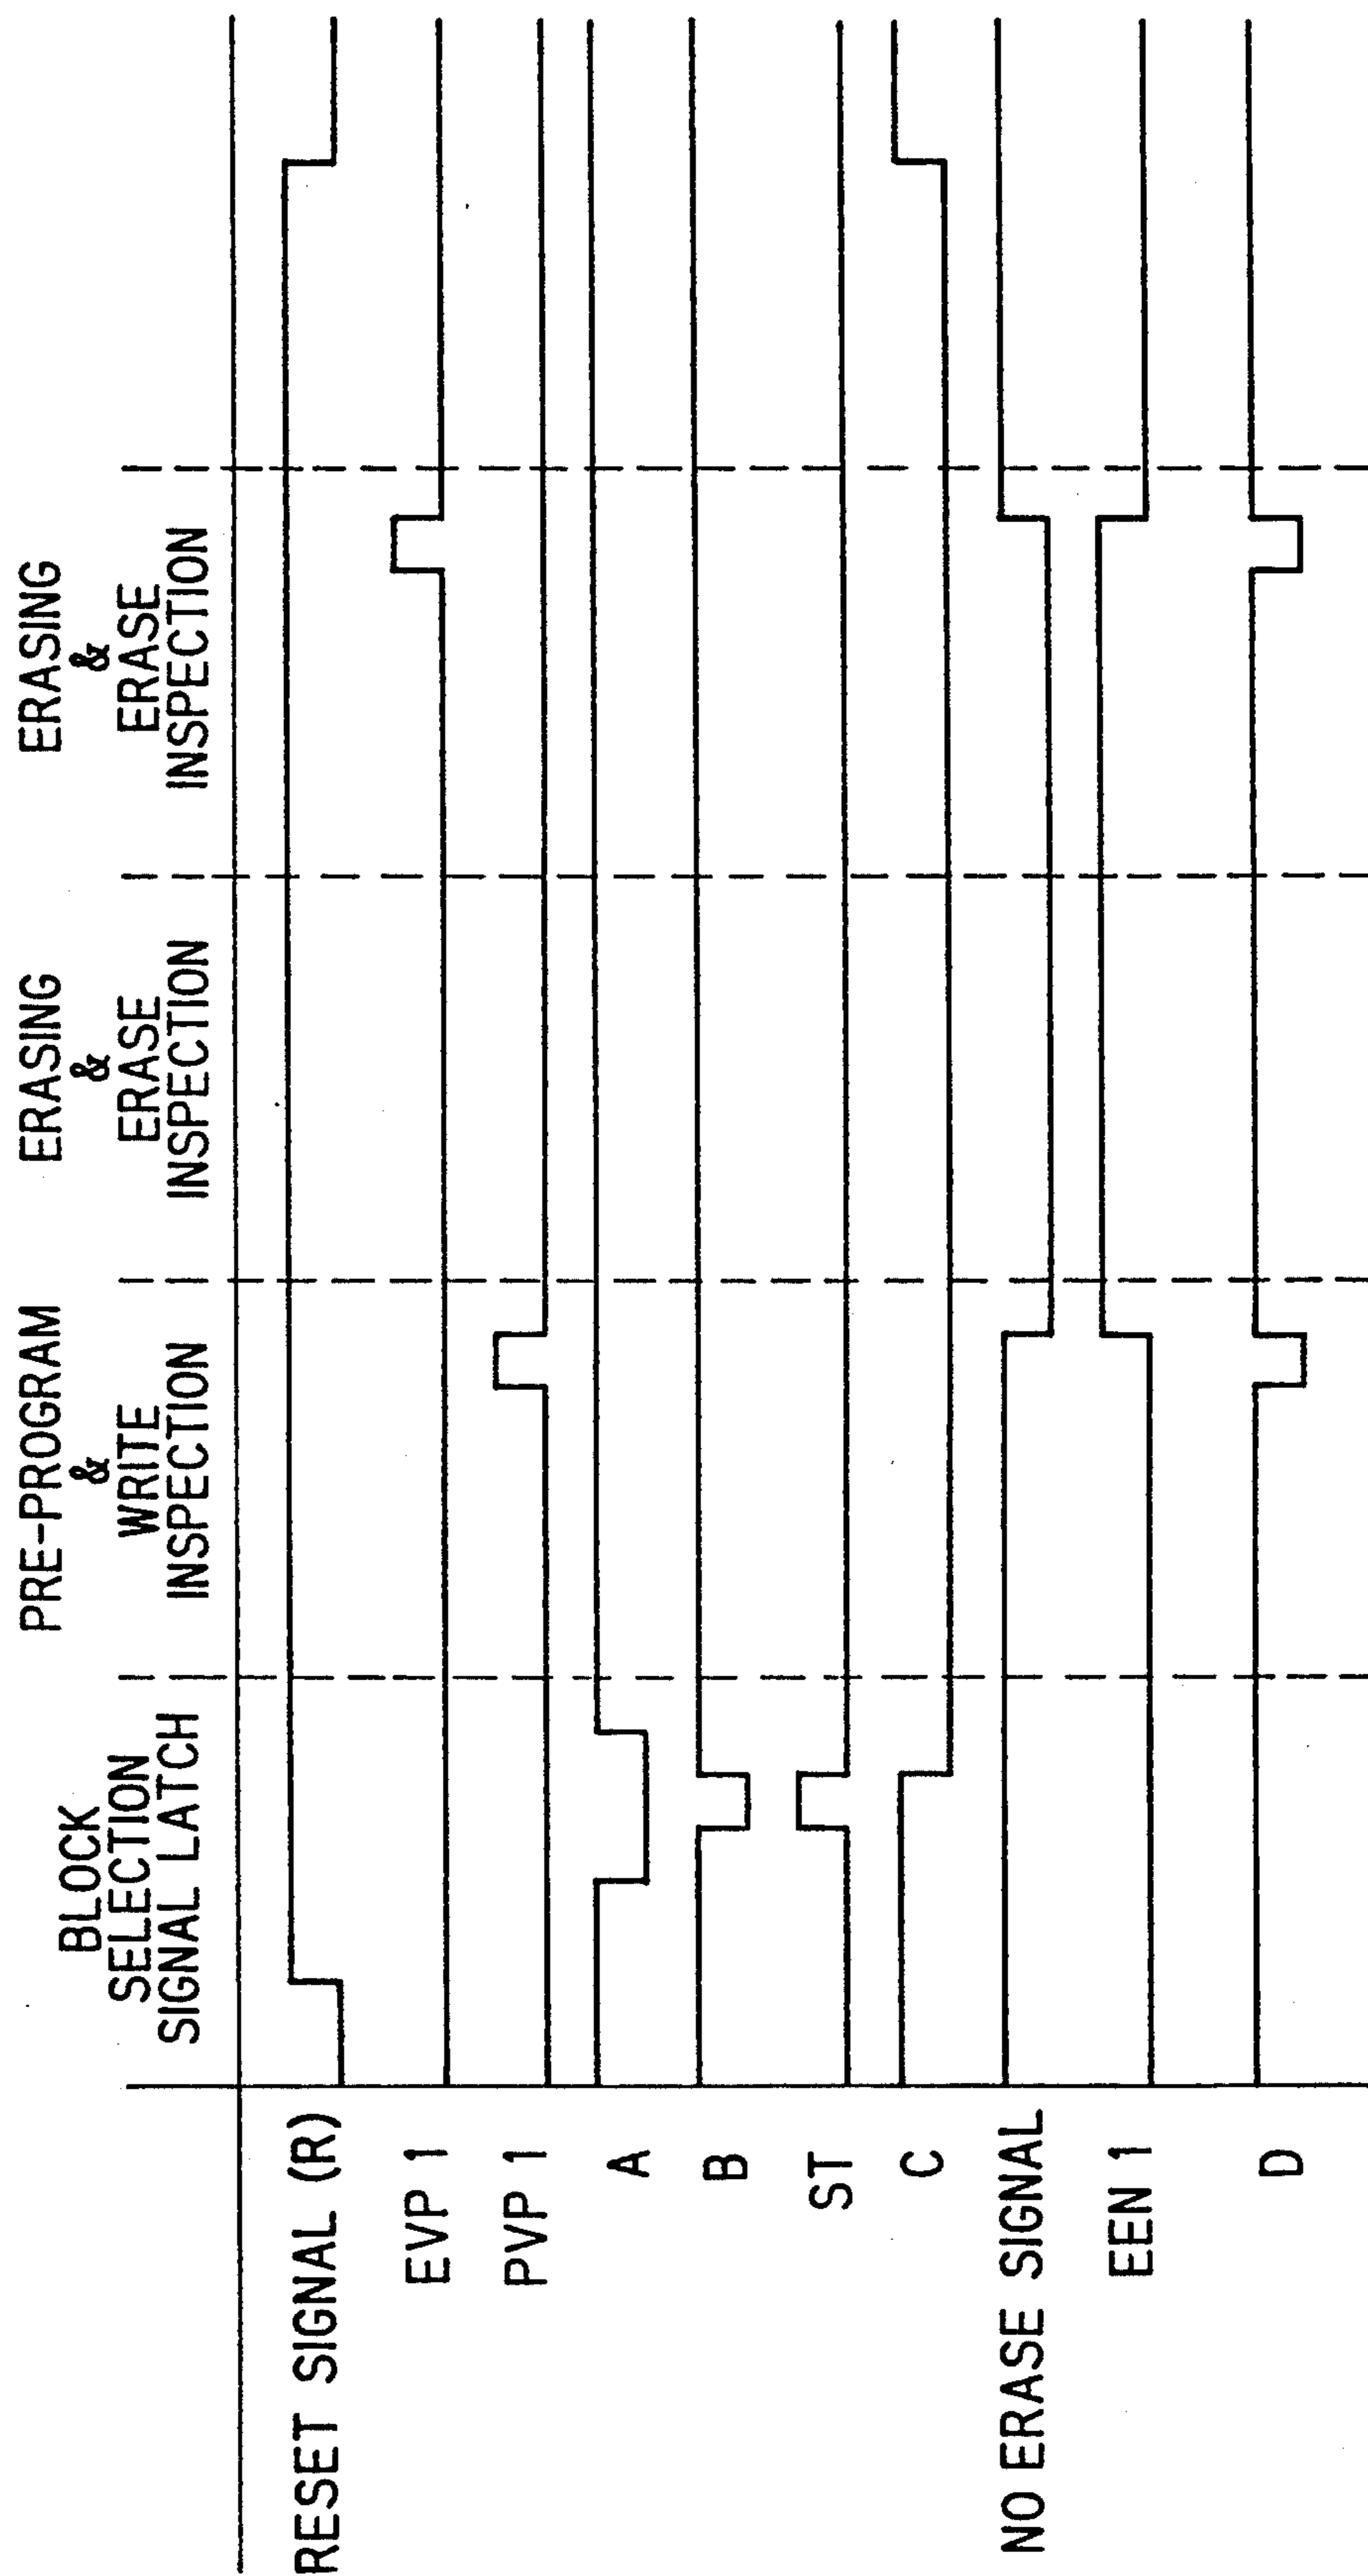 BLOCK
SELECTION
SIGNAL LATCH
PRE-PROGRAM
&
WRITE
INSPECTION
ERASING
&
ERASE
INSPECTION
ERASING
&
ERASE
INSPECTION
RESET SIGNAL (R)
EVP 1
PVP 1
A
B
ST
C
NO ERASE SIGNAL
EEN 1
D